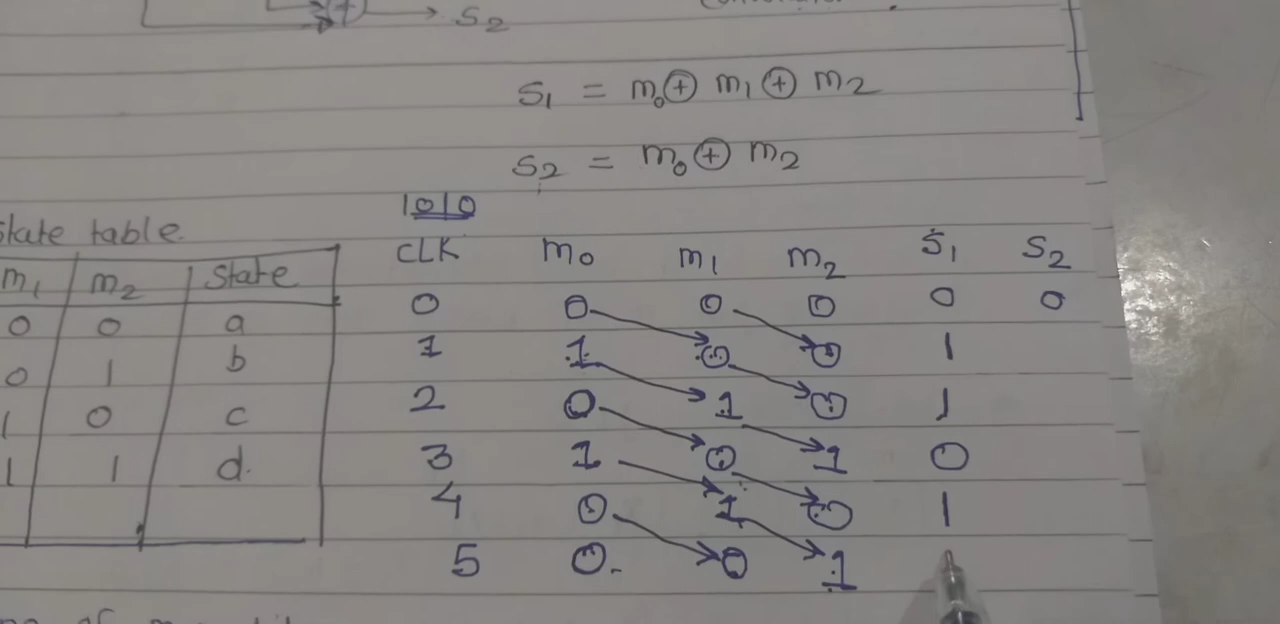 S2
S1 = m0 ⊕ m1 ⊕ m2
S2 = m0 ⊕ m2
1010
State table.
m1 m2 State
0 0 a
0 1 b
1 0 c
1 1 d.
CLK m0 m1 m2 S1 S2
0 0 0 0 0 0
1 1 0 0 1
2 0 1 0 1
3 1 0 1 0
4 0 1 0 1
5 0. 0 1